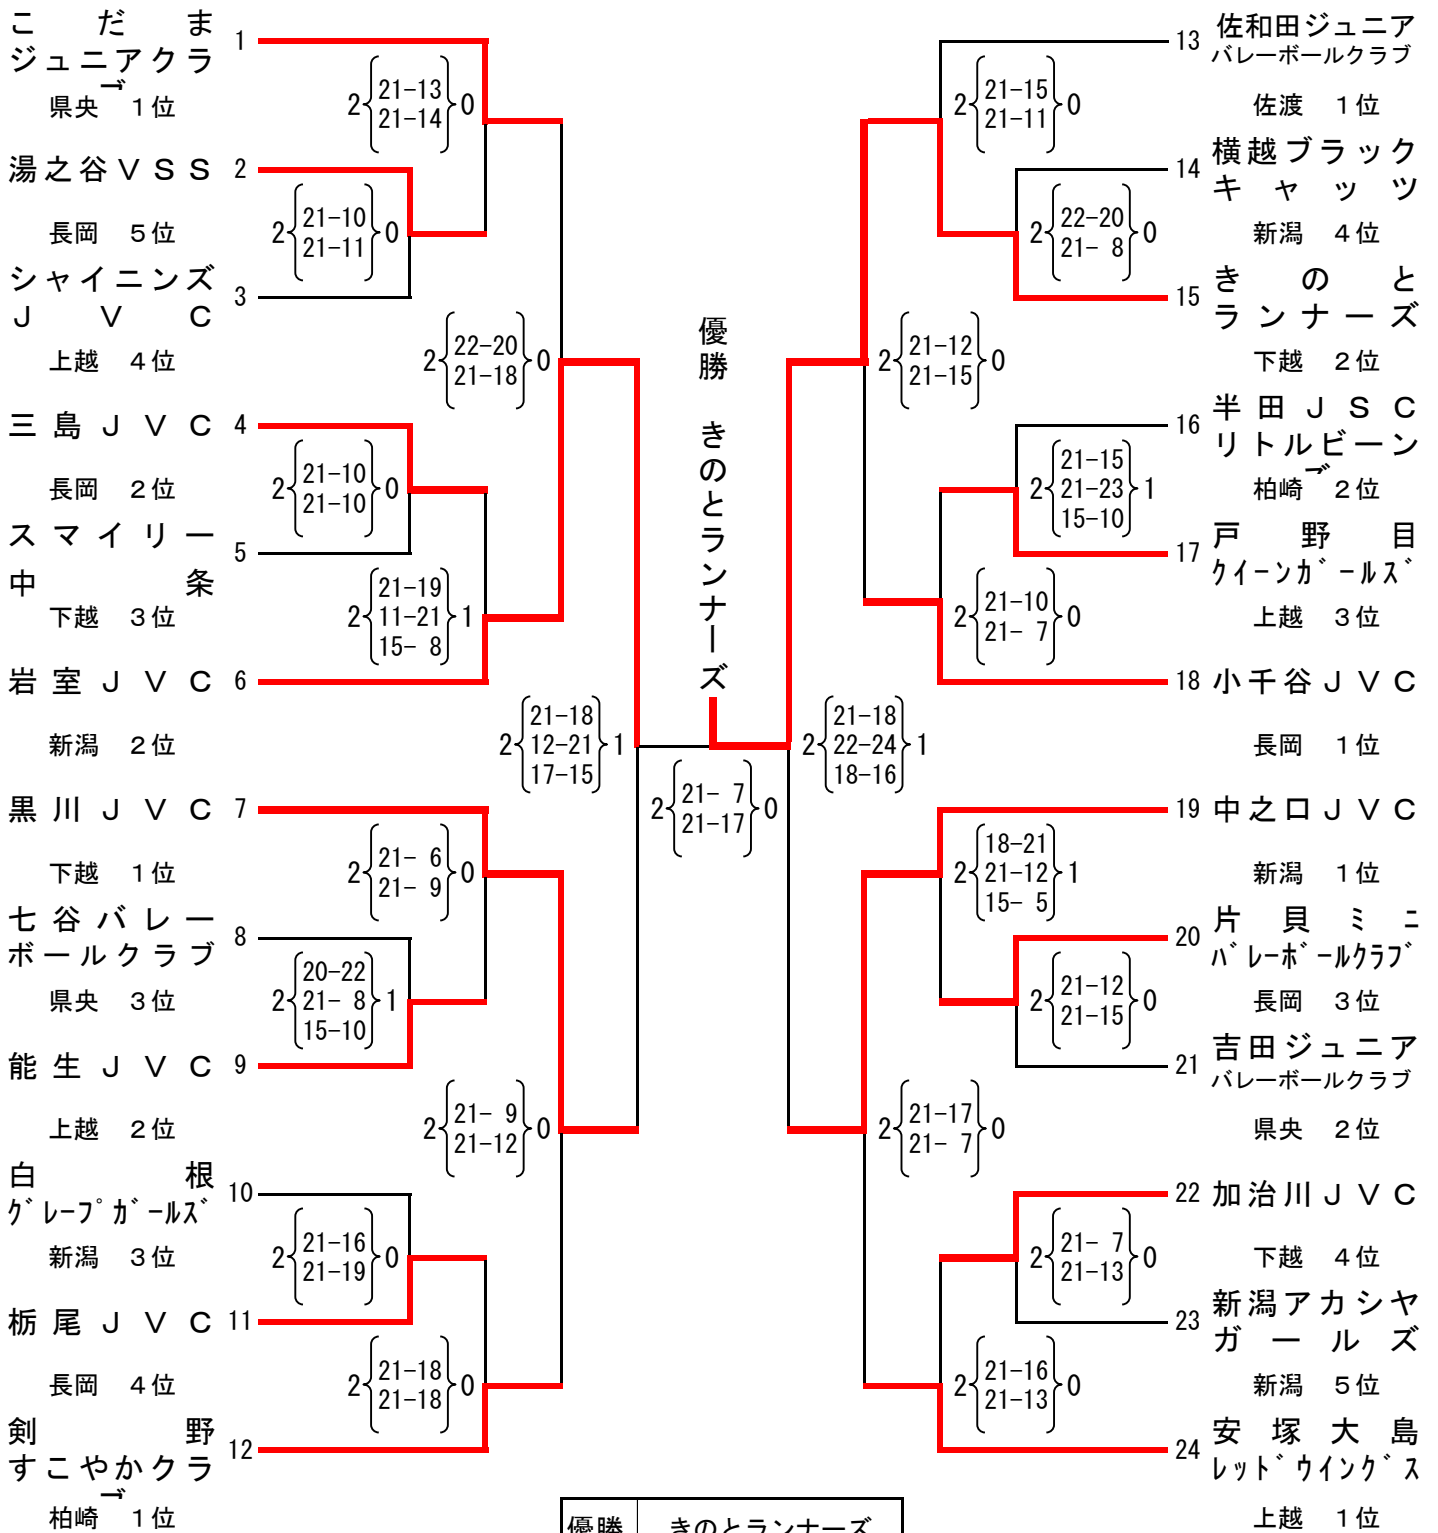 こだま
ジュニアクラブ
県央　１位
1
湯之谷ＶＳＳ
長岡　５位
2
シャイニンズ
ＪＶＣ
上越　４位
3
三島ＪＶＣ
長岡　２位
4
スマイリー
中条
下越　３位
5
岩室ＪＶＣ
新潟　２位
6
黒川ＪＶＣ
下越　１位
7
七谷バレー
ボールクラブ
県央　３位
8
能生ＪＶＣ
上越　２位
9
白根
ｸﾞﾚｰﾌﾟｶﾞｰﾙｽﾞ
新潟　３位
10
栃尾ＪＶＣ
長岡　４位
11
剣野
すこやかクラブ
柏崎　１位
12
2 21-13 0
21-14
2 21-10 0
21-11
2 22-20 0
21-18
2 21-10 0
21-10
2 21-19 1
11-21
15- 8
2 21-18 1
12-21
17-15
2 21- 6 0
21- 9
2 20-22 1
21- 8
15-10
2 21- 9 0
21-12
2 21-16 0
21-19
2 21-18 0
21-18
優勝　きのとランナーズ
2 21- 7 0
21-17
2 21-15 0
21-11
2 22-20 0
21- 8
2 21-12 0
21-15
2 21-15 1
21-23
15-10
2 21-10 0
21- 7
2 21-18 1
22-24
18-16
2 18-21 1
21-12
15- 5
2 21-12 0
21-15
2 21-17 0
21- 7
2 21- 7 0
21-13
2 21-16 0
21-13
13
佐和田ジュニア
バレーボールクラブ
佐渡　１位
14
横越ブラック
キャッツ
新潟　４位
15
きのと
ランナーズ
下越　２位
16
半田ＪＳＣ
リトルビーンブ
柏崎　２位
17
戸野目
ｸｲｰﾝｶﾞｰﾙｽﾞ
上越　３位
18
小千谷ＪＶＣ
長岡　１位
19
中之口ＪＶＣ
新潟　１位
20
片貝ミニ
ﾊﾞﾚｰﾎﾞｰﾙｸﾗﾌﾞ
長岡　３位
21
吉田ジュニア
バレーボールクラブ
県央　２位
22
加治川ＪＶＣ
下越　４位
23
新潟アカシヤ
ガールズ
新潟　５位
24
安塚大島
ﾚｯﾄﾞｳｲﾝｸﾞｽ
上越　１位
優勝　きのとランナーズ